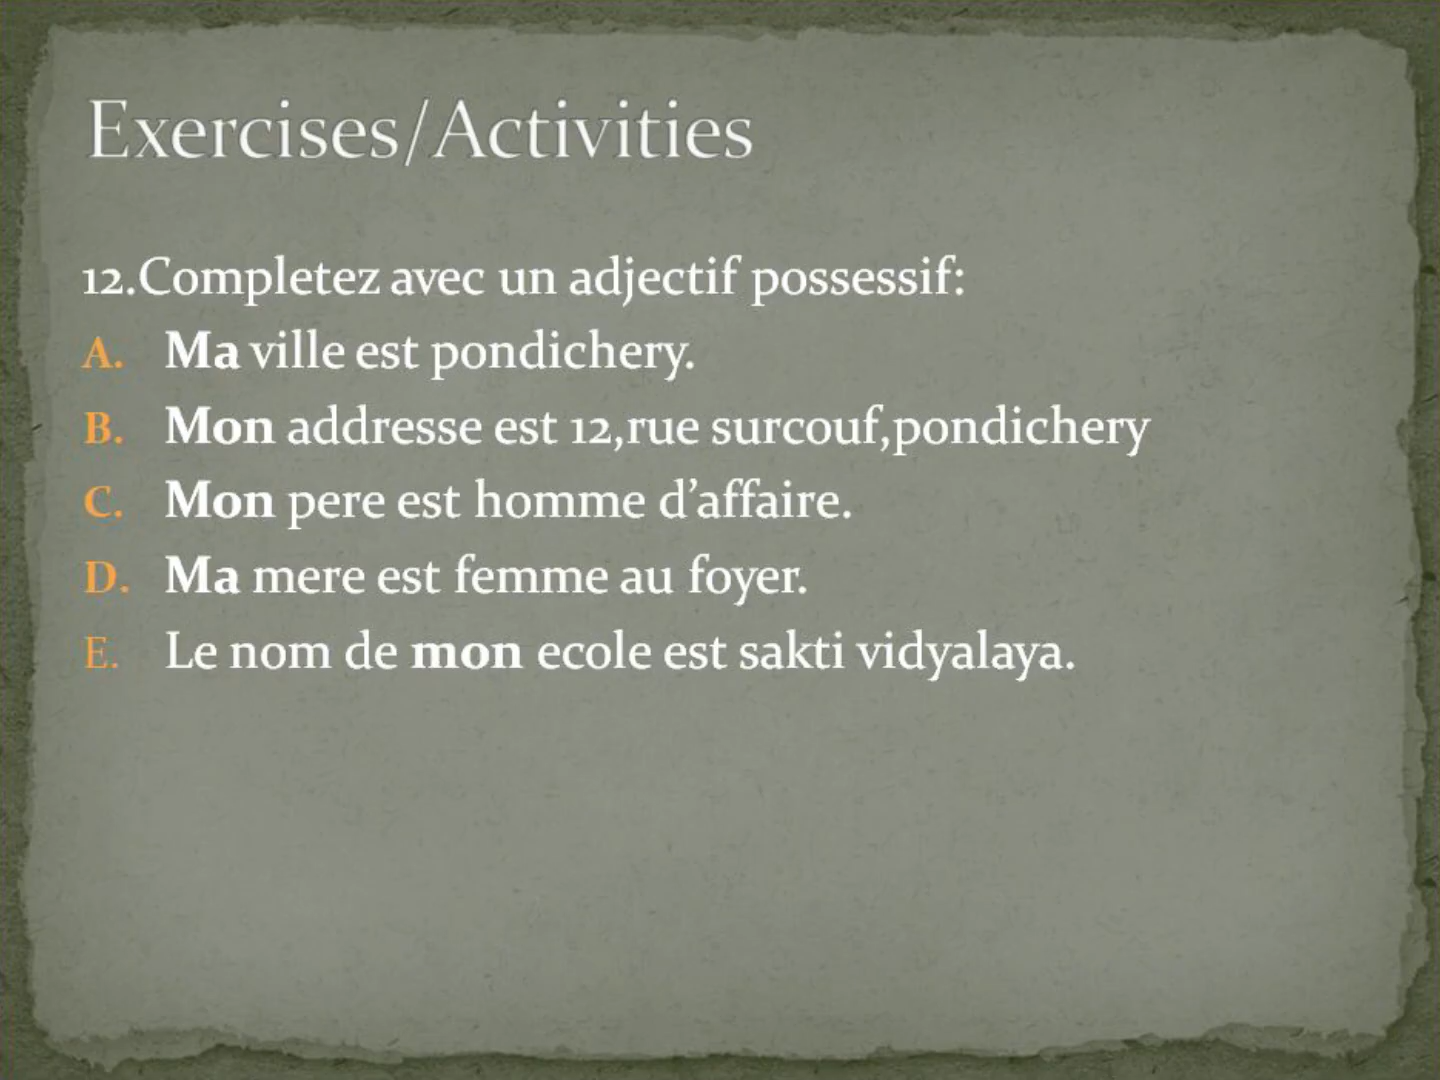 Exercises/Activities
12.Completez avec un adjectif possessif:
A. Ma ville est pondichery.
B. Mon addresse est 12,rue surcouf,pondichery
C. Mon pere est homme d’affaire.
D. Ma mere est femme au foyer.
E. Le nom de mon ecole est sakti vidyalaya.